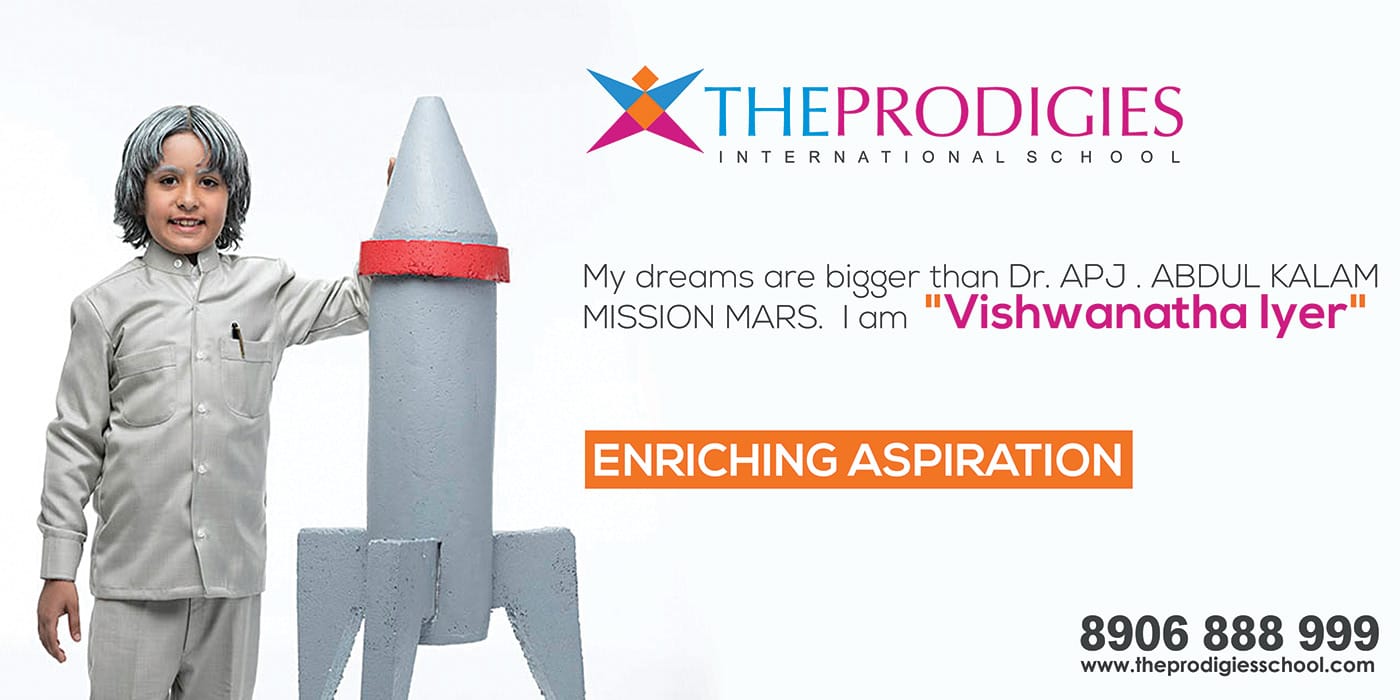 THEPRODIGIES
INTERNATIONAL SCHOOL
My dreams are bigger than Dr. APJ . ABDUL KALAM
MISSION MARS. I am "Vishwanatha Iyer"
ENRICHING ASPIRATION
8906 888 999
www.theprodigiesschool.com